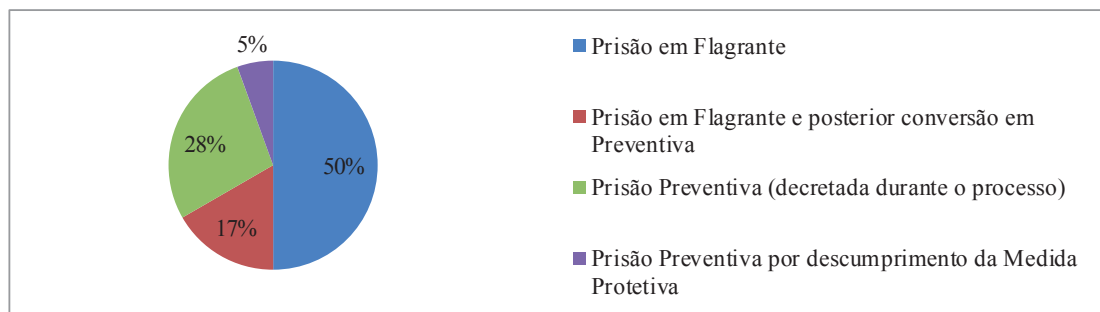 5%
28%
50%
17%
Prisão em Flagrante
Prisão em Flagrante e posterior conversão em
Preventiva
Prisão Preventiva (decretada durante o processo)
Prisão Preventiva por descumprimento da Medida
Protetiva